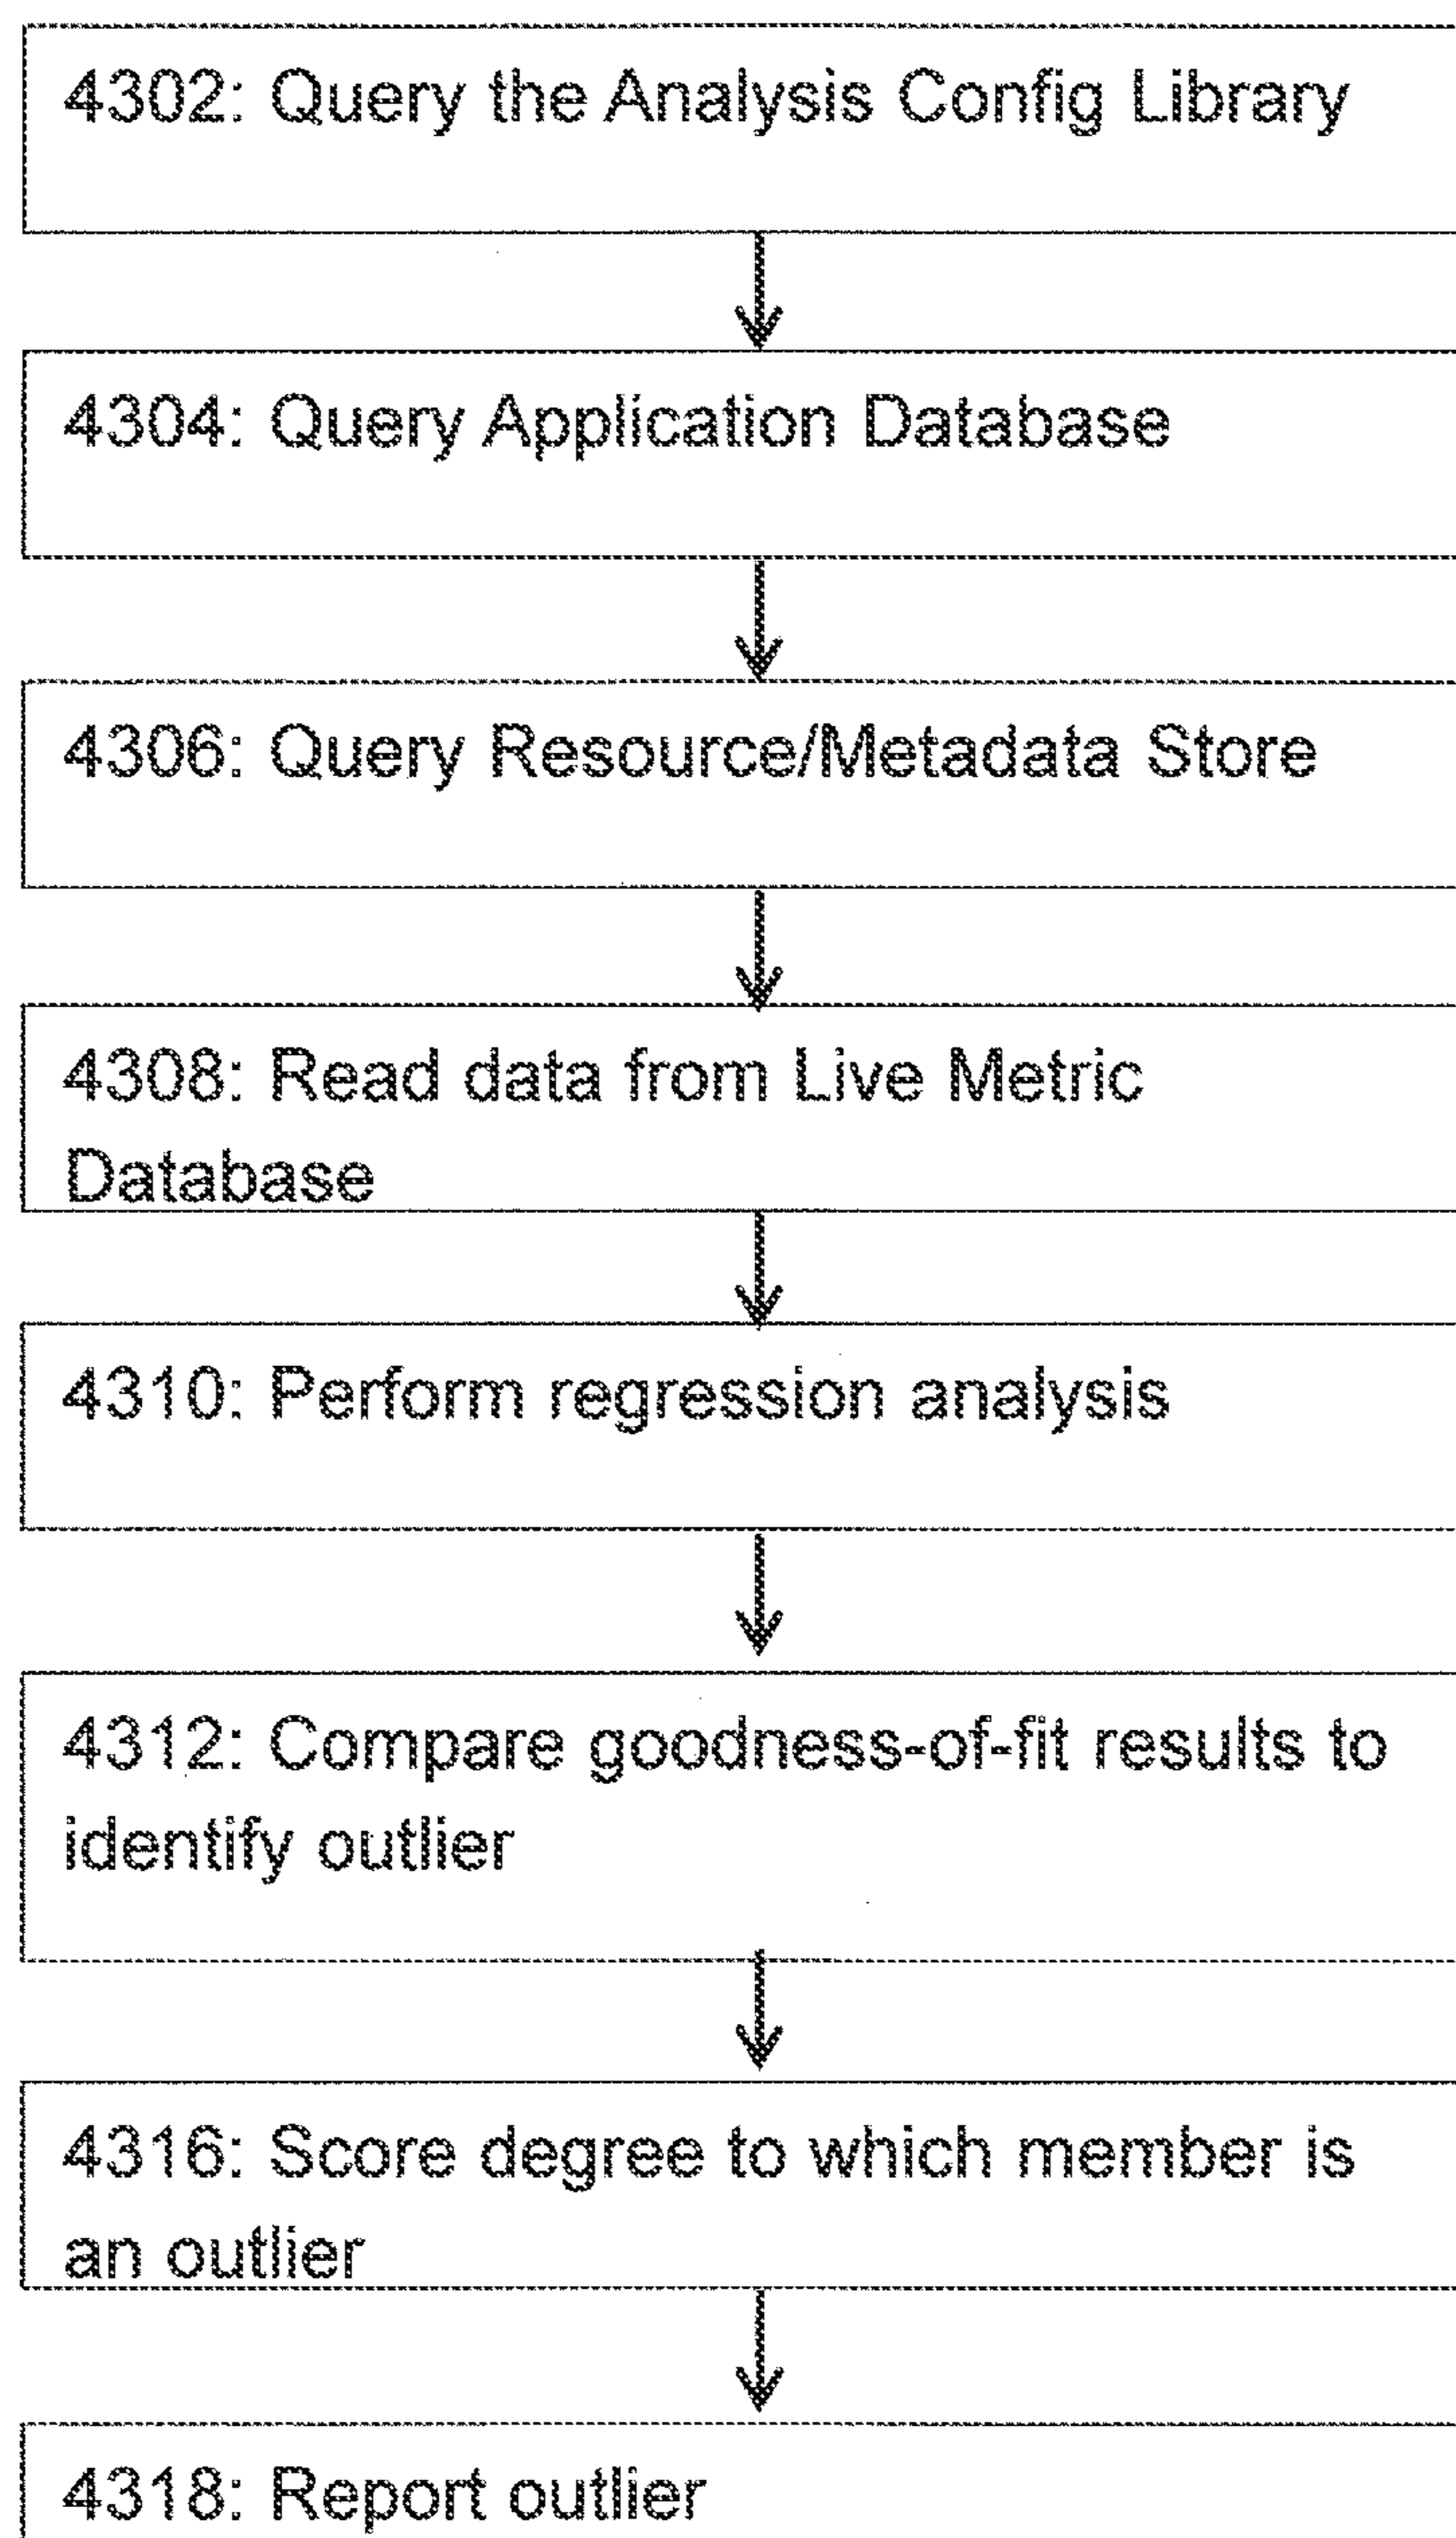 4302: Query the Analysis Config Library
4304: Query Application Database
4306: Query Resource/Metadata Store
4308: Read data from Live Metric
Database
4310: Perform regression analysis
4312: Compare goodness-of-fit results to
identify outlier
4316: Score degree to which member is
an outlier
4318: Report outlier